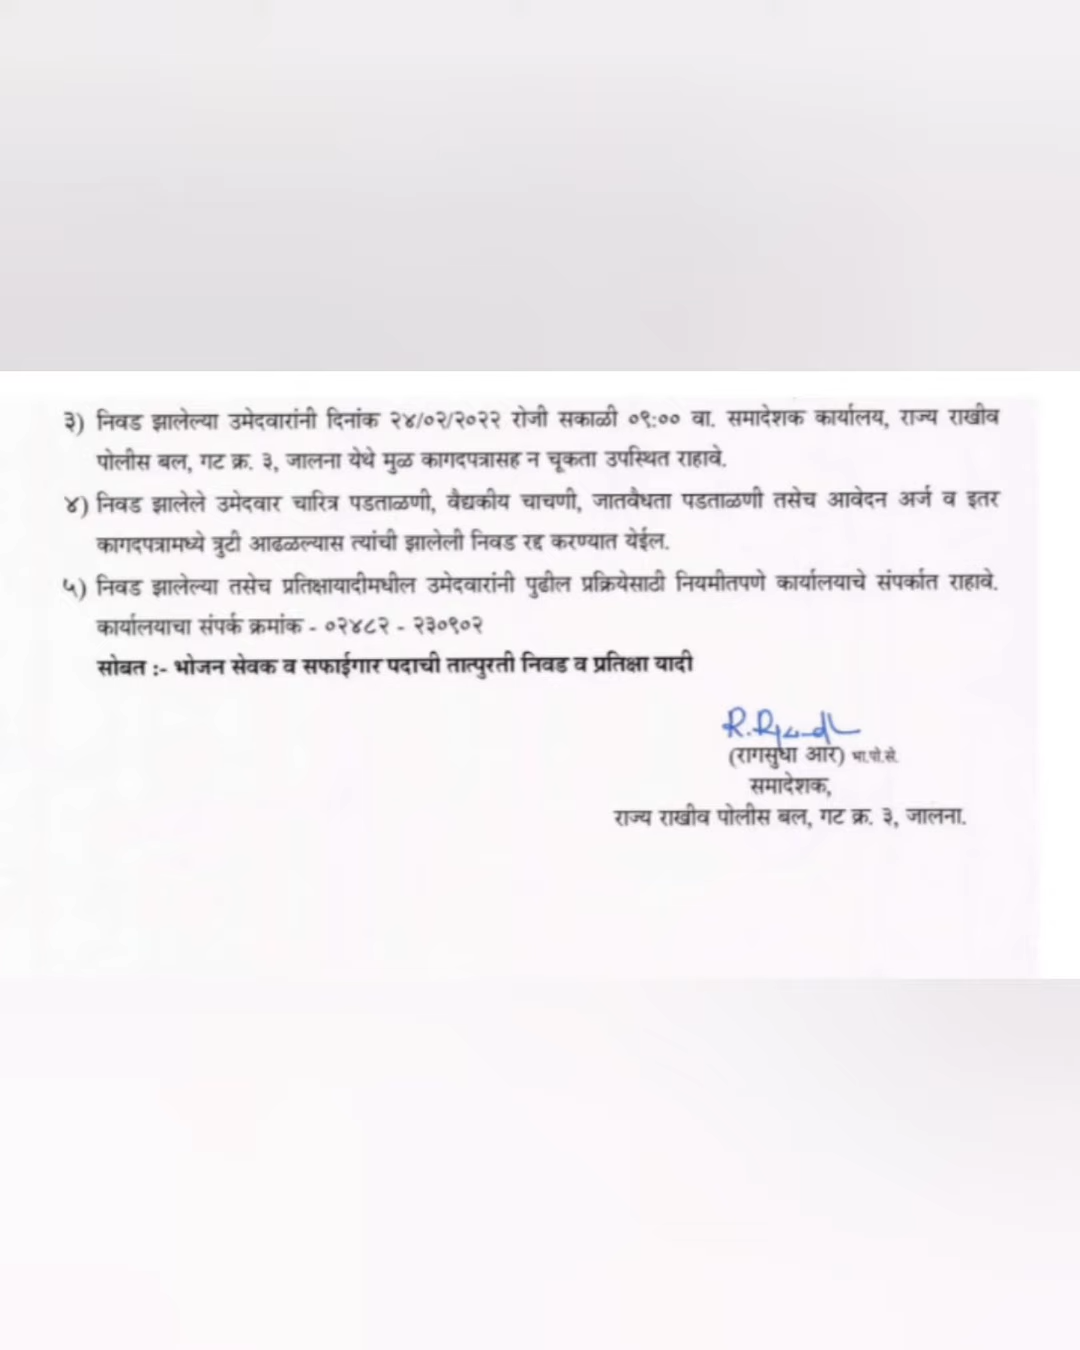 ३) निवड झालेल्या उमेदवारांनी दिनांक २४/०२/२०२२ रोजी सकाळी ०९:०० वा. समादेशक कार्यालय, राज्य राखीव
पोलीस बल, गट क्र. ३, जालना येथे मुळ कागदपत्रासह न चूकता उपस्थित राहावे.
४) निवड झालेले उमेदवार चारित्र पडताळणी, वैद्यकीय चाचणी, जातवैधता पडताळणी तसेच आवेदन अर्ज व इतर
कागदपत्रामध्ये त्रुटी आढळल्यास त्यांची झालेली निवड रद्द करण्यात येईल.
५) निवड झालेल्या तसेच प्रतिक्षायादीमधील उमेदवारांनी पुढील प्रक्रियेसाठी नियमीतपणे कार्यालयाचे संपर्कात राहावे.
कार्यालयाचा संपर्क क्रमांक - ०२४८२ - २३०९०२
सोबत :- भोजन सेवक व सफाईगार पदाची तात्पुरती निवड व प्रतिक्षा यादी
(रागसुधा आर) भा.पो.से.
समादेशक,
राज्य राखीव पोलीस बल, गट क्र. ३, जालना.